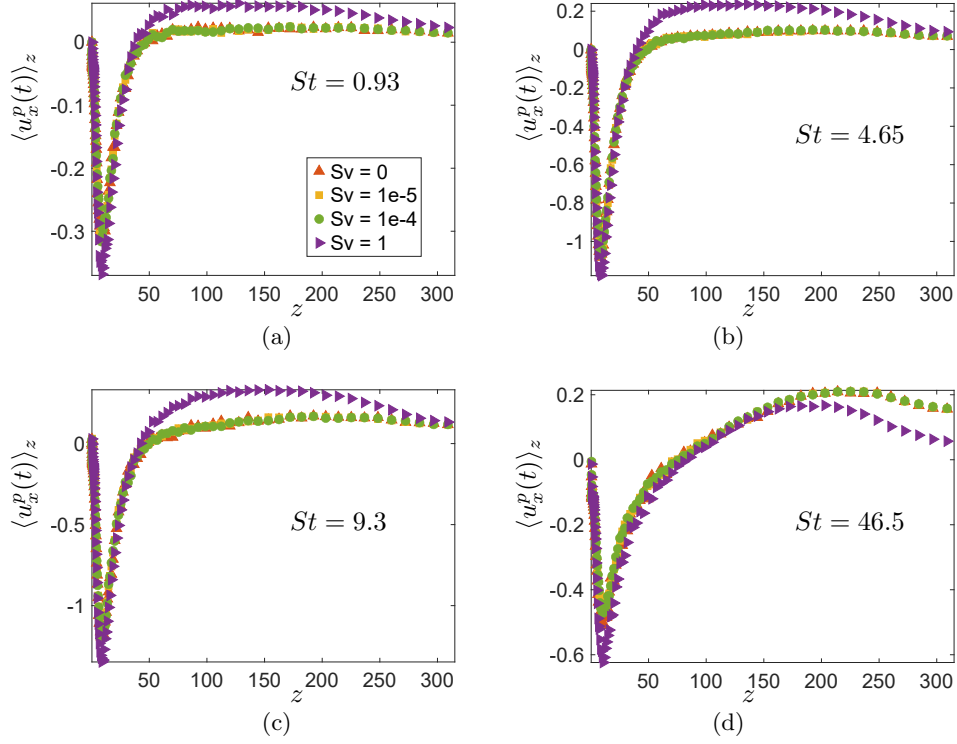 0
-0.1
-0.2
-0.3
⟨u_x^p(t)⟩_z
St = 0.93
Sv = 0
Sv = 1e-5
Sv = 1e-4
Sv = 1
50 100 150 200 250 300
z
(a)
0.2
0
-0.2
-0.4
-0.6
-0.8
-1
⟨u_x^p(t)⟩_z
St = 4.65
50 100 150 200 250 300
z
(b)
0
-0.5
-1
⟨u_x^p(t)⟩_z
St = 9.3
50 100 150 200 250 300
z
(c)
0.2
0
-0.2
-0.4
-0.6
⟨u_x^p(t)⟩_z
St = 46.5
50 100 150 200 250 300
z
(d)